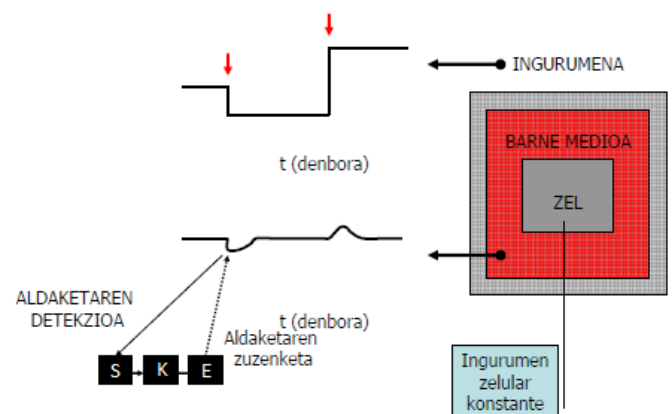 INGURUMENA
BARNE MEDIOA
t (denbora)
ZEL
ALDAKETAREN
DETEKZIOA
t (denbora)
Aldaketaren
zuzenketa
S K E
Ingurumen
zelular
konstante